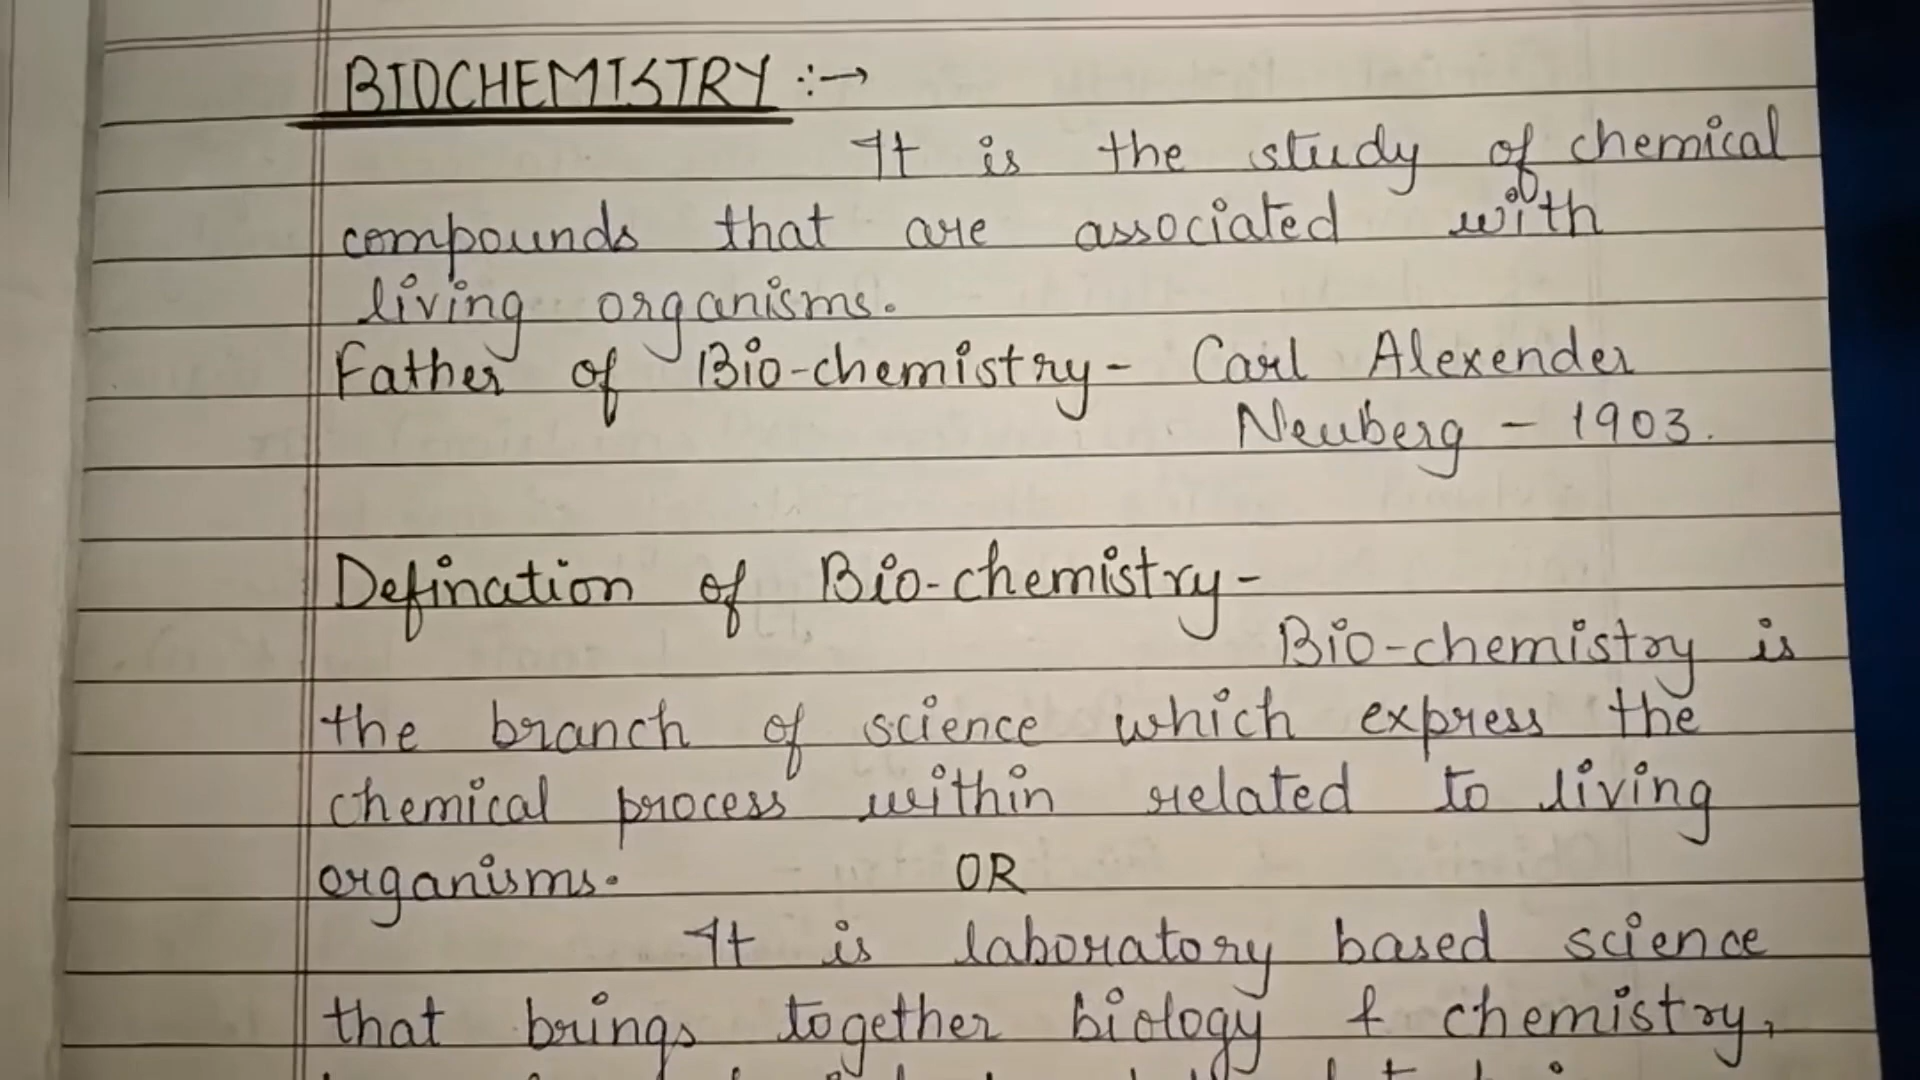 BIOCHEMISTRY :→
It is the study of chemical
compounds that are associated with
living organisms.
Father of Bio-chemistry- Carl Alexender
Neuberg - 1903.
Defination of Bio-chemistry-
Bio-chemistry is
the branch of science which express the
chemical process within related to living
organisms. OR
It is laboratory based science
that brings together biology & chemistry,